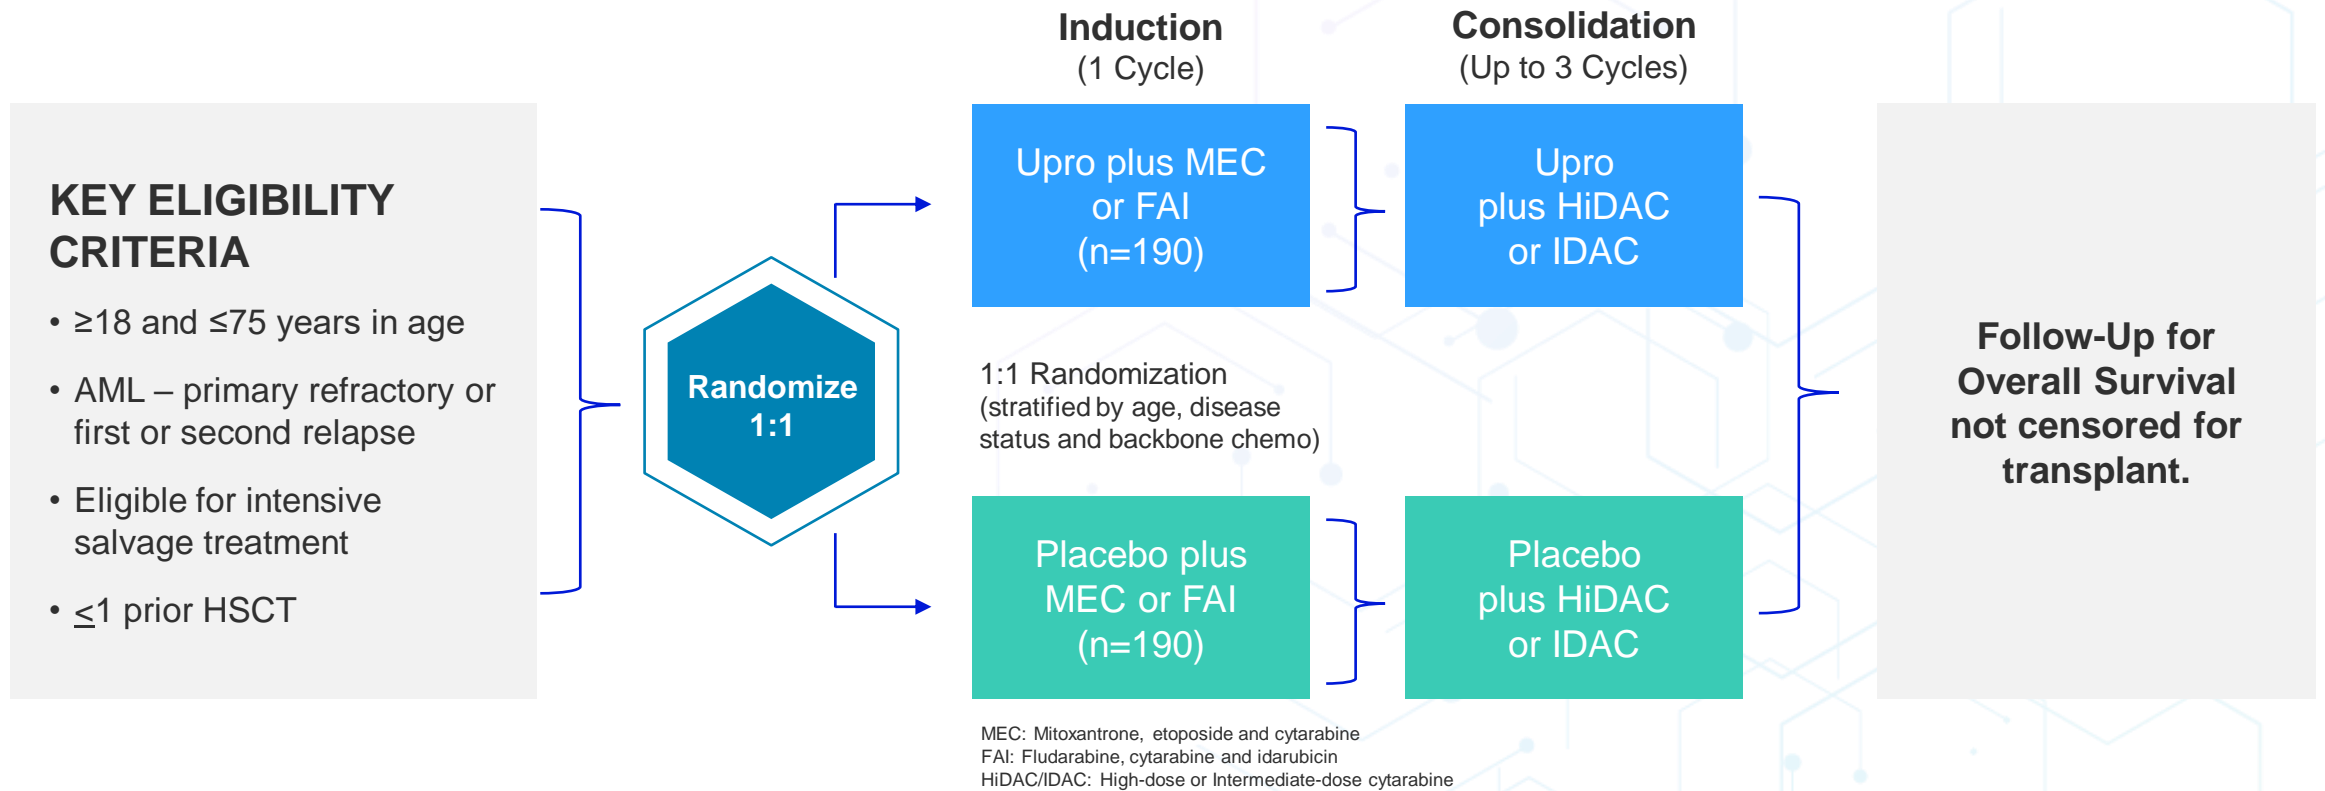 KEY ELIGIBILITY
CRITERIA
• ≥18 and ≤75 years in age
• AML – primary refractory or
first or second relapse
• Eligible for intensive
salvage treatment
• ≤1 prior HSCT
Randomize
1:1
Induction
(1 Cycle)
Upro plus MEC
or FAI
(n=190)
1:1 Randomization
(stratified by age, disease
status and backbone chemo)
Placebo plus
MEC or FAI
(n=190)
Consolidation
(Up to 3 Cycles)
Upro
plus HiDAC
or IDAC
Placebo
plus HiDAC
or IDAC
Follow-Up for
Overall Survival
not censored for
transplant.
MEC: Mitoxantrone, etoposide and cytarabine
FAI: Fludarabine, cytarabine and idarubicin
HiDAC/IDAC: High-dose or Intermediate-dose cytarabine